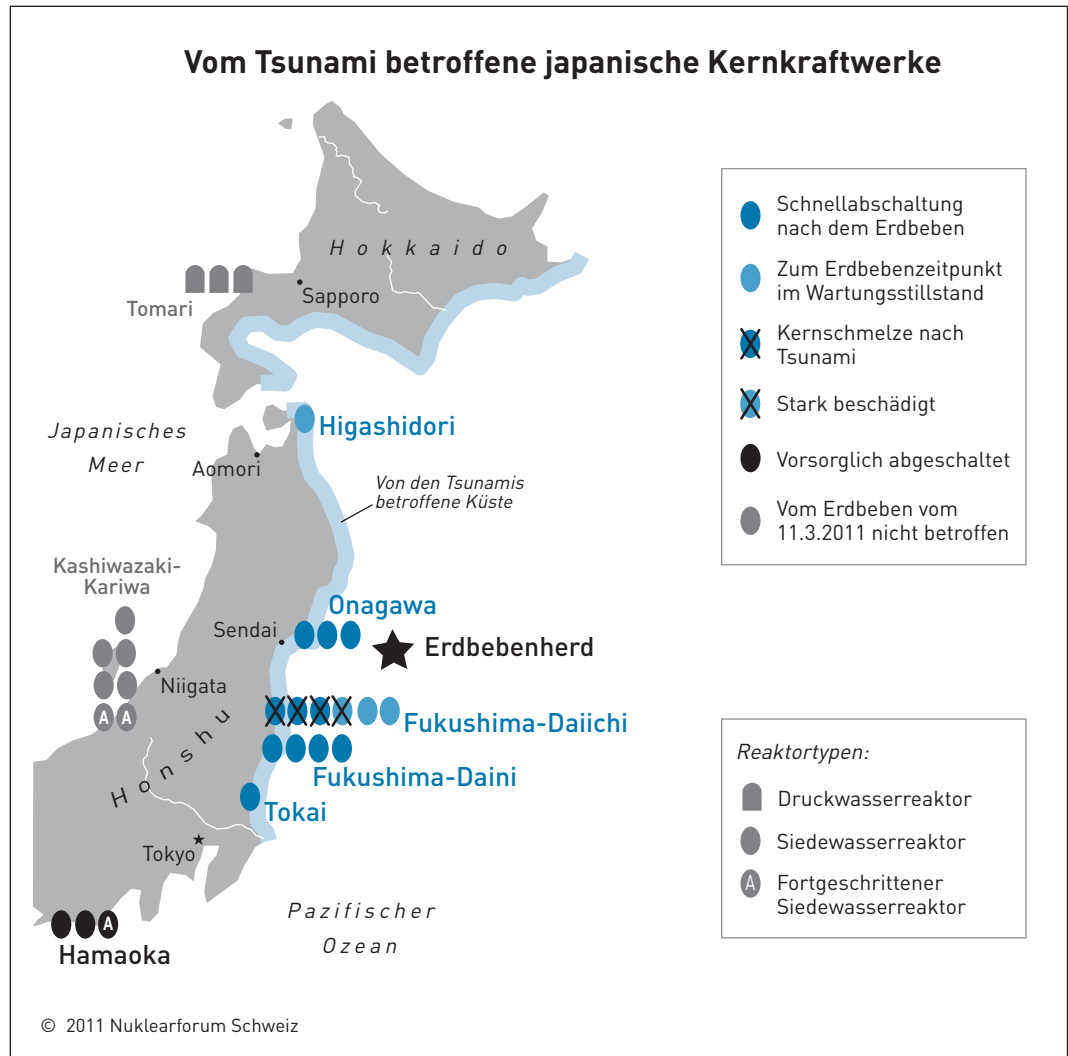 Vom Tsunami betroffene japanische Kernkraftwerke
Hokkaido
Sapporo
Tomari
Higashidori
Japanisches
Meer
Aomori
Von den Tsunamis
betroffene Küste
Kashiwazaki-
Kariwa
Onagawa
Sendai
Erdbebenherd
Niigata
A A
Honshu
Fukushima-Daiichi
Fukushima-Daini
Tokai
Tokyo
A
Hamaoka
Pazifischer
Ozean
Schnellabschaltung
nach dem Erdbeben
Zum Erdbebenzeitpunkt
im Wartungsstillstand
Kernschmelze nach
Tsunami
Stark beschädigt
Vorsorglich abgeschaltet
Vom Erdbeben vom
11.3.2011 nicht betroffen
Reaktortypen:
Druckwasserreaktor
Siedewasserreaktor
A
Fortgeschrittener
Siedewasserreaktor
© 2011 Nuklearforum Schweiz